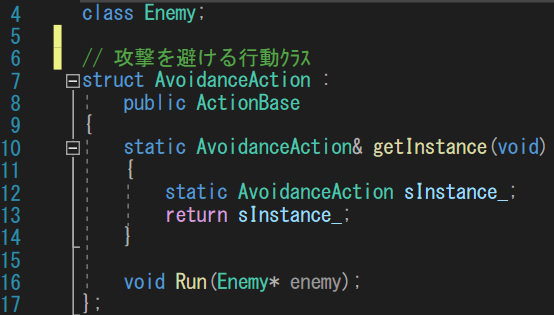 4 class Enemy;
5
6 // 攻撃を避ける行動ｸﾗｽ
7 struct AvoidanceAction :
8 public ActionBase
9 {
10 static AvoidanceAction& getInstance(void)
11 {
12 static AvoidanceAction sInstance_;
13 return sInstance_;
14 }
15
16 void Run(Enemy* enemy);
17 };